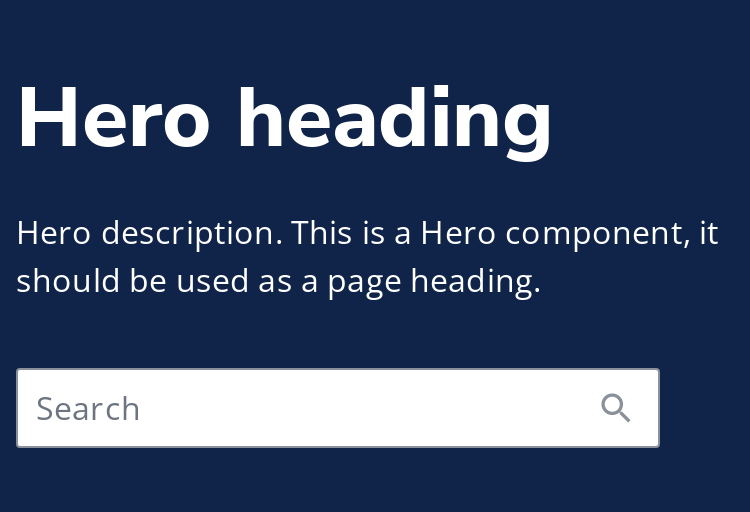 Hero heading
Hero description. This is a Hero component, it
should be used as a page heading.
Search